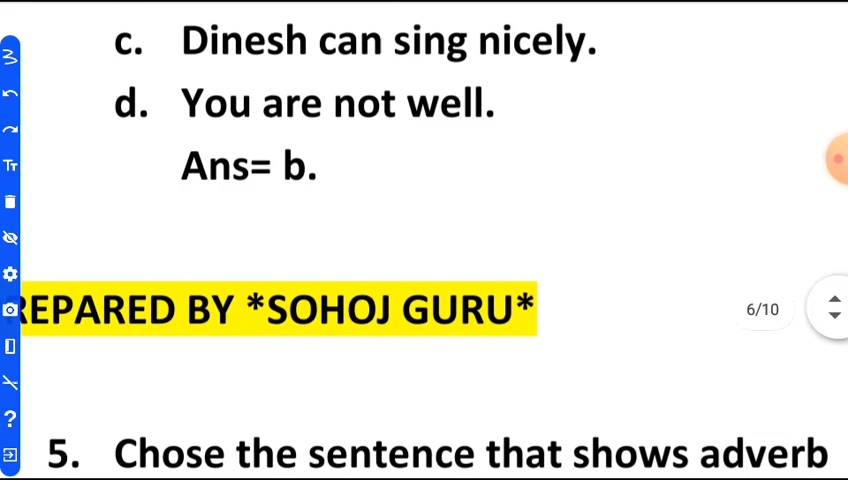 c. Dinesh can sing nicely.
d. You are not well.
Ans= b.
REPARED BY *SOHOJ GURU*
6/10
5. Chose the sentence that shows adverb